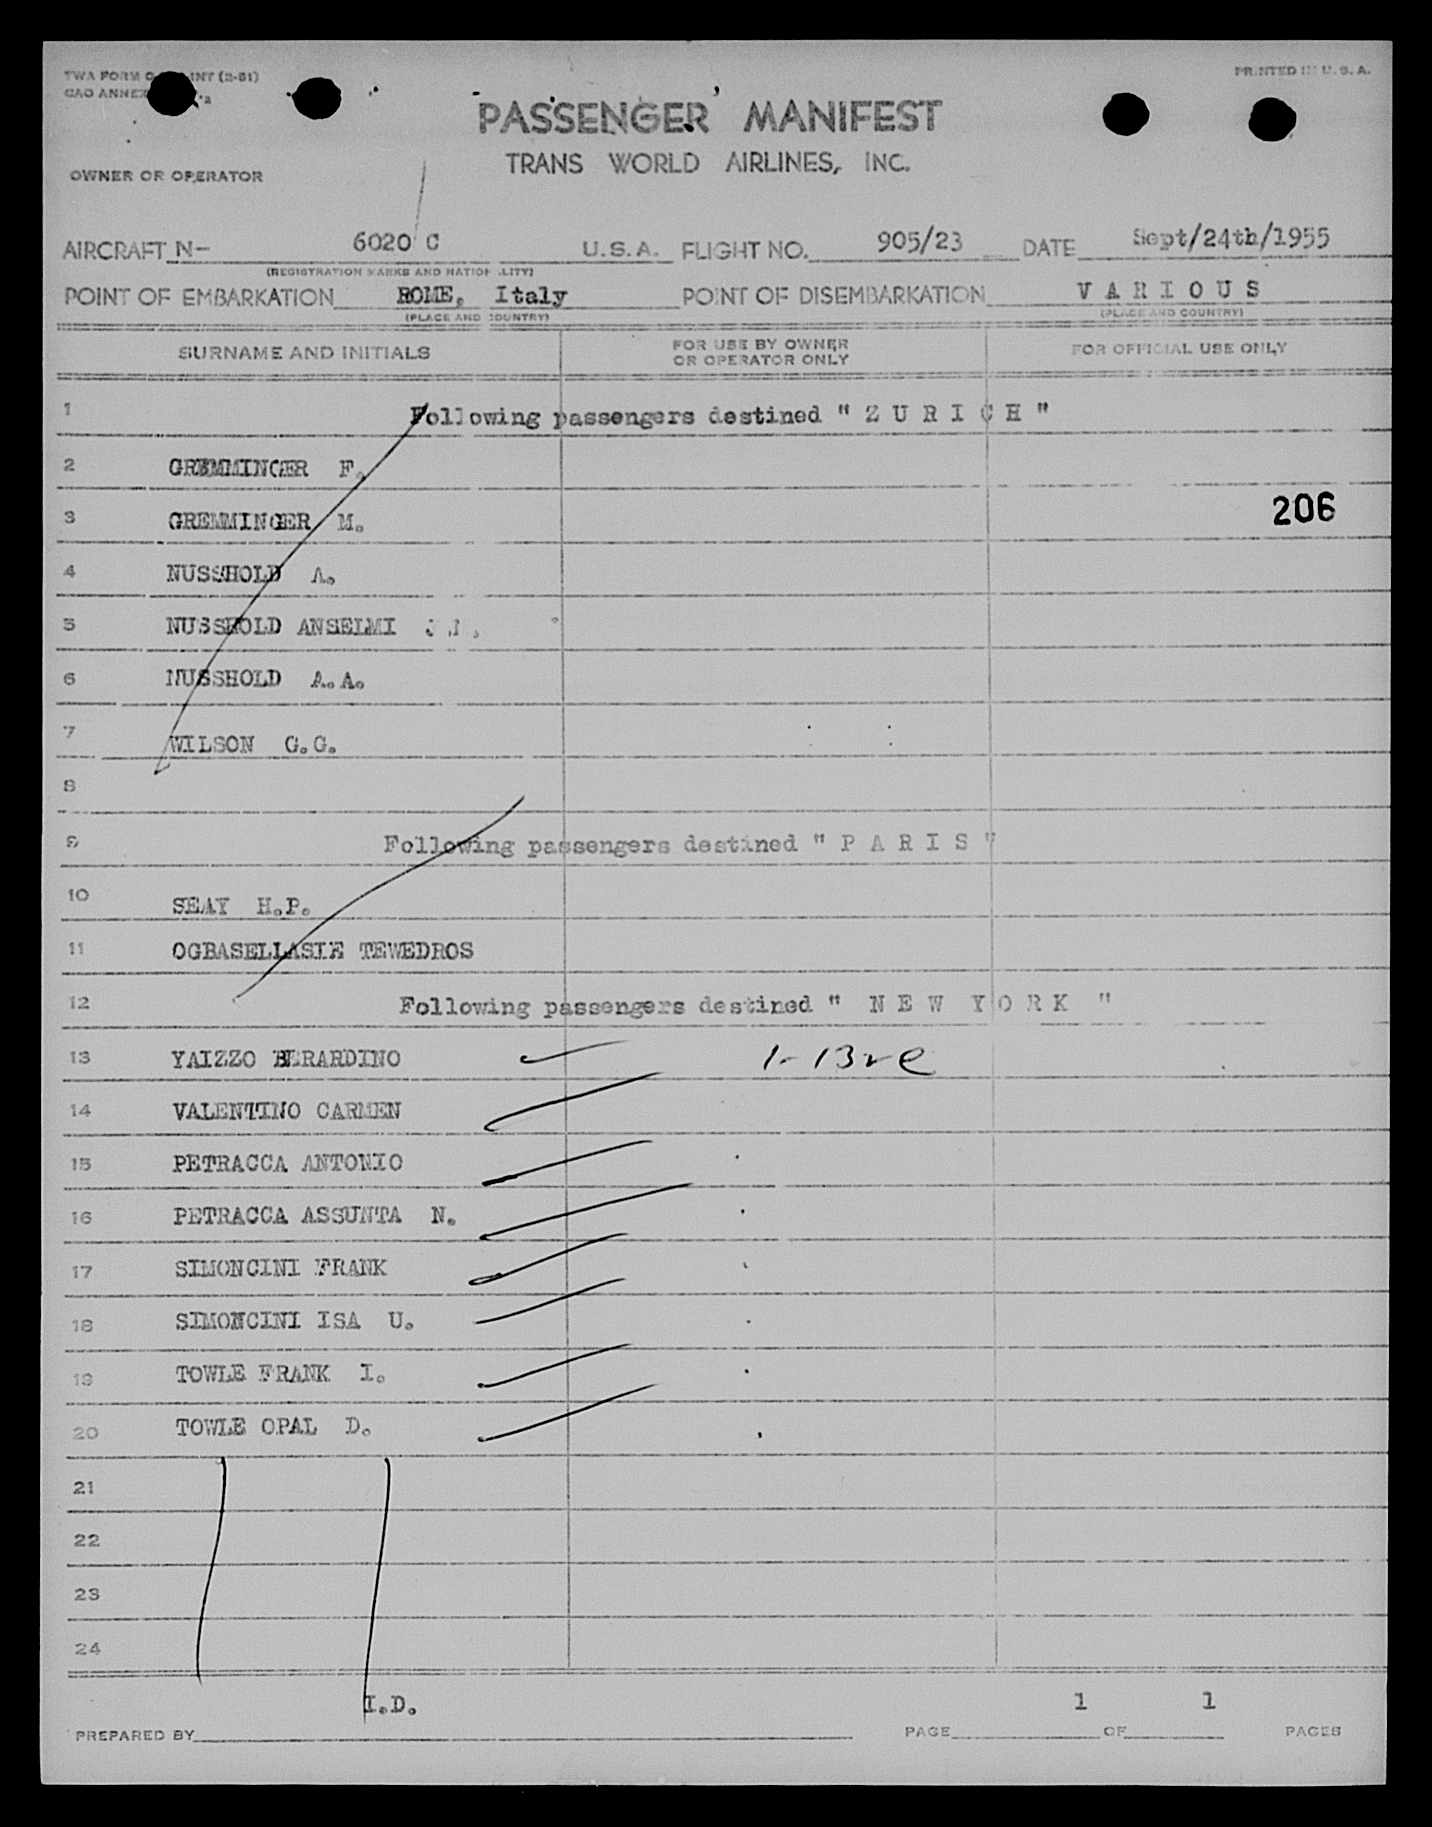 TWA FORM INT (2-51)
PRINTED IN U.S.A.
CAO ANNEX
PASSENGER MANIFEST
TRANS WORLD AIRLINES, INC.
OWNER OR OPERATOR
AIRCRAFT N- 6020 C U.S.A. FLIGHT NO. 905/23 DATE Sept/24th/1955
(REGISTRATION MARKS AND NATIONALITY)
POINT OF EMBARKATION ROME, Italy POINT OF DISEMBARKATION V A R I O U S
(PLACE AND COUNTRY) (PLACE AND COUNTRY)
SURNAME AND INITIALS FOR USE BY OWNER OR OPERATOR ONLY FOR OFFICIAL USE ONLY
1 Following passengers destined " Z U R I C H "
2 GREMMINGER F.
3 GREMMINGER M. 206
4 NUSSHOLD A.
5 NUSSHOLD ANSELMI
6 NUSSHOLD A.A.
7 WILSON G.G.
8
9 Following passengers destined " P A R I S "
10 SEAY H.P.
11 OGBASELLASIE TEWEDROS
12 Following passengers destined " N E W Y O R K "
13 YAIZZO BERARDINO
14 VALENTINO CARMEN
15 PETRACCA ANTONIO
16 PETRACCA ASSUNTA N.
17 SIMONCINI FRANK
18 SIMONCINI ISA U.
19 TOWLE FRANK I.
20 TOWLE OPAL D.
21
22
23
24
I.D. 1 1
PREPARED BY PAGE OF PAGES